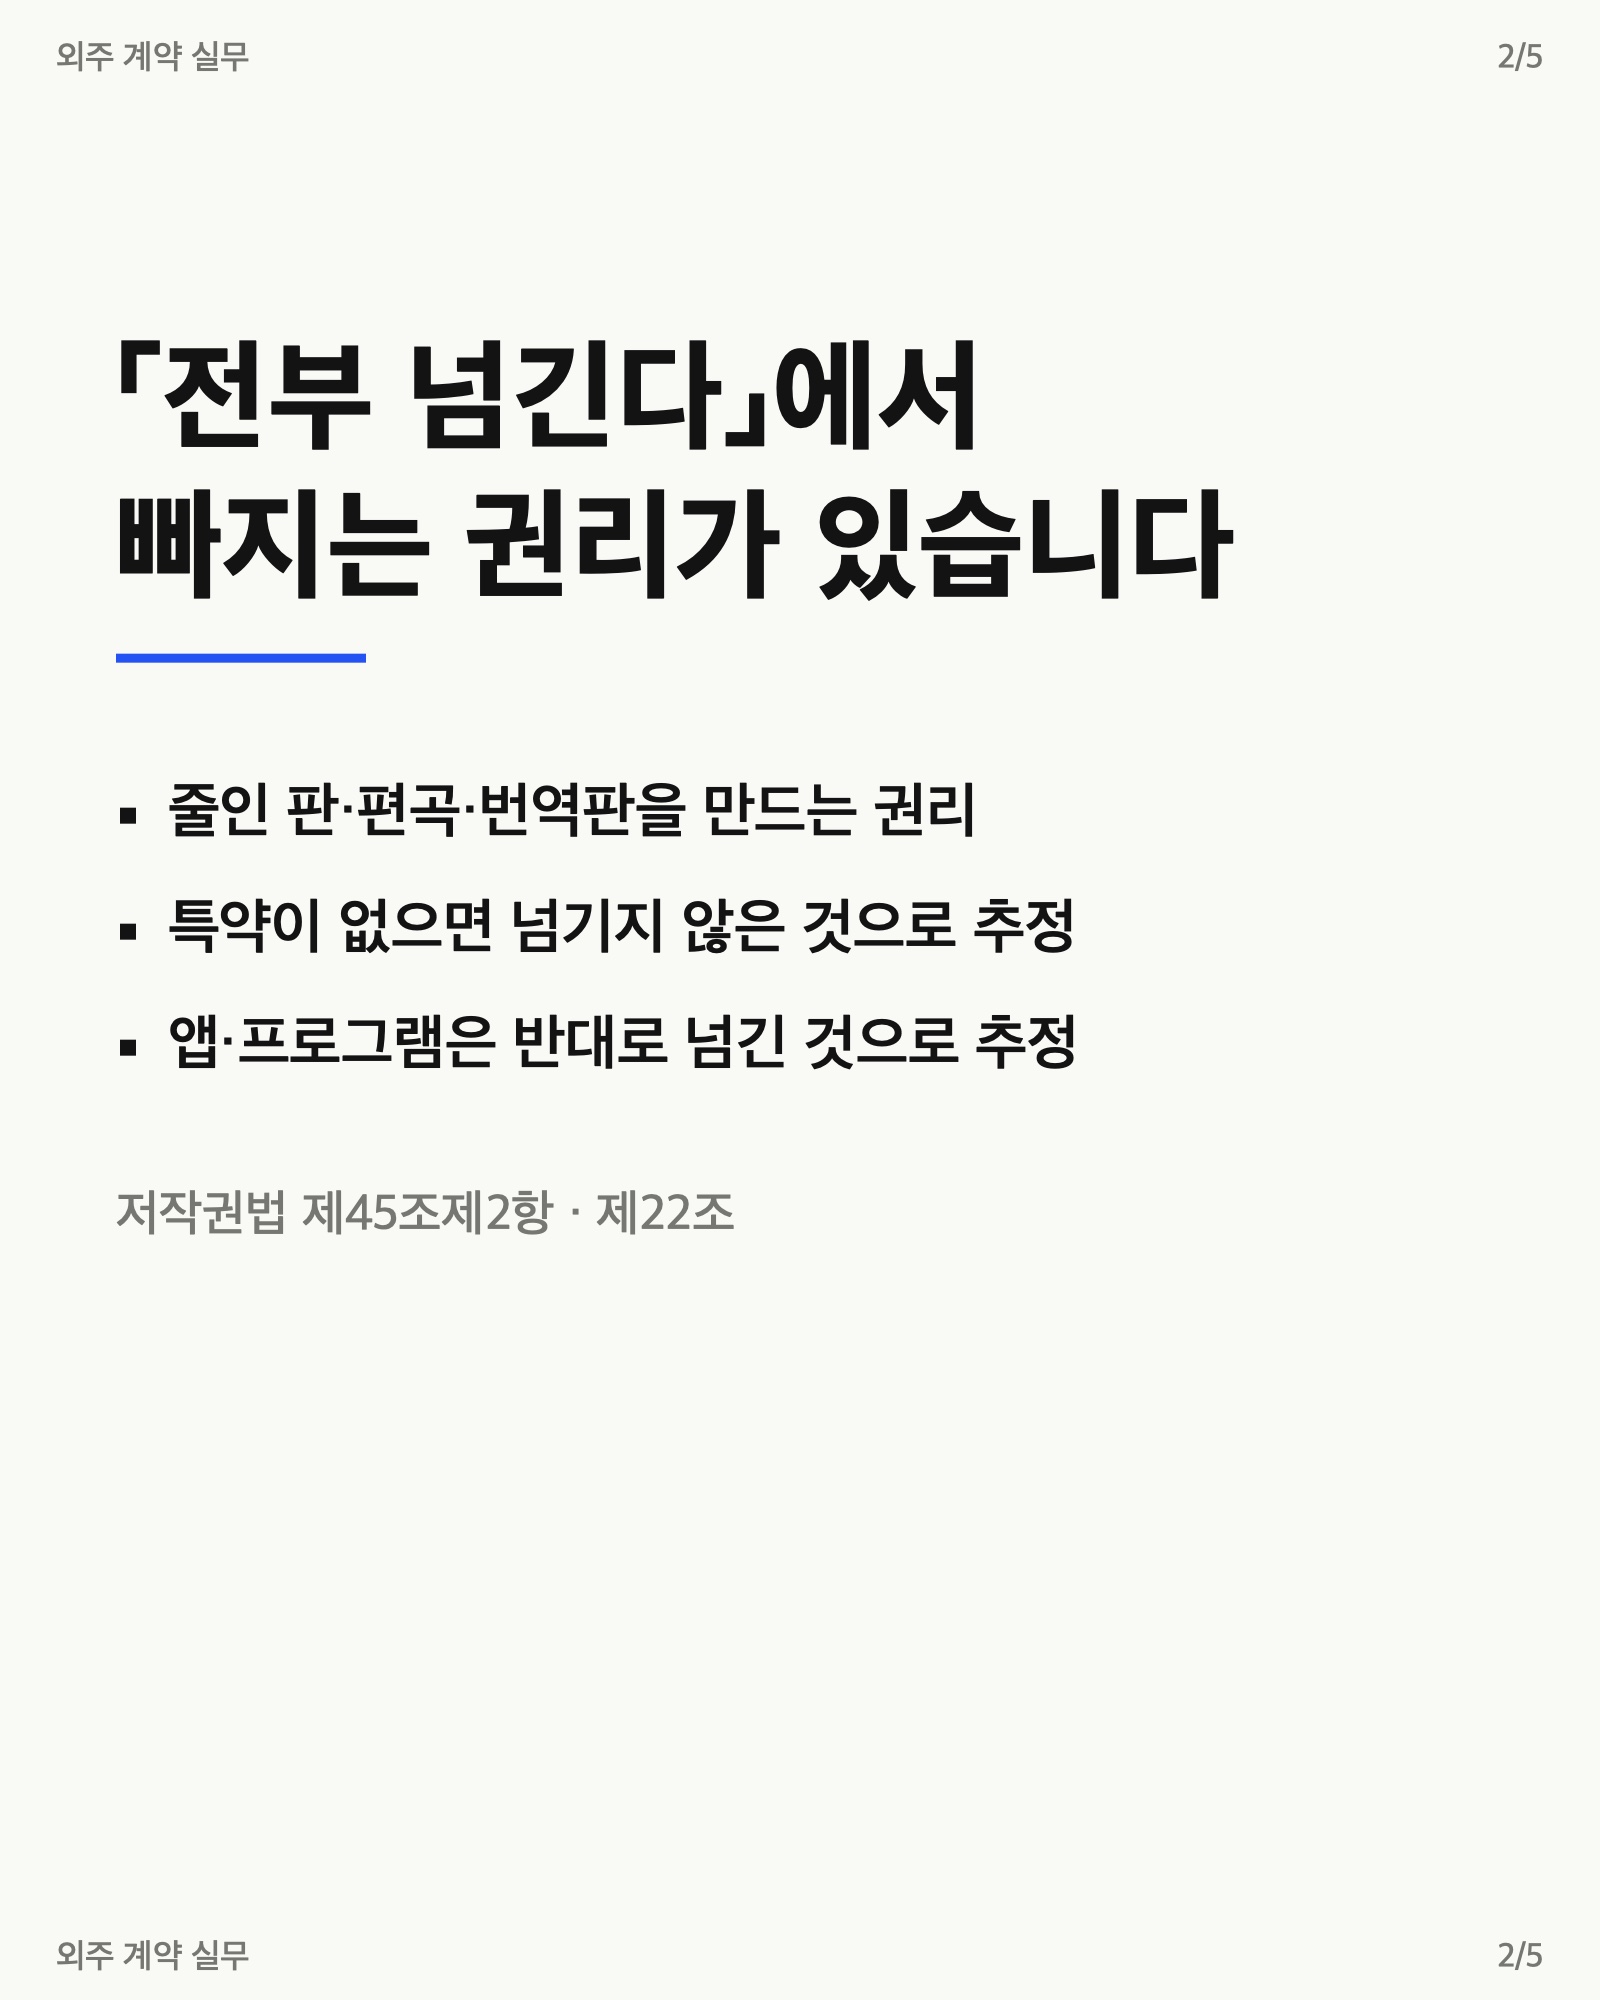 외주 계약 실무
2/5
「전부 넘긴다」에서
빠지는 권리가 있습니다
▪ 줄인 판·편곡·번역판을 만드는 권리
▪ 특약이 없으면 넘기지 않은 것으로 추정
▪ 앱·프로그램은 반대로 넘긴 것으로 추정
저작권법 제45조제2항 · 제22조
외주 계약 실무
2/5